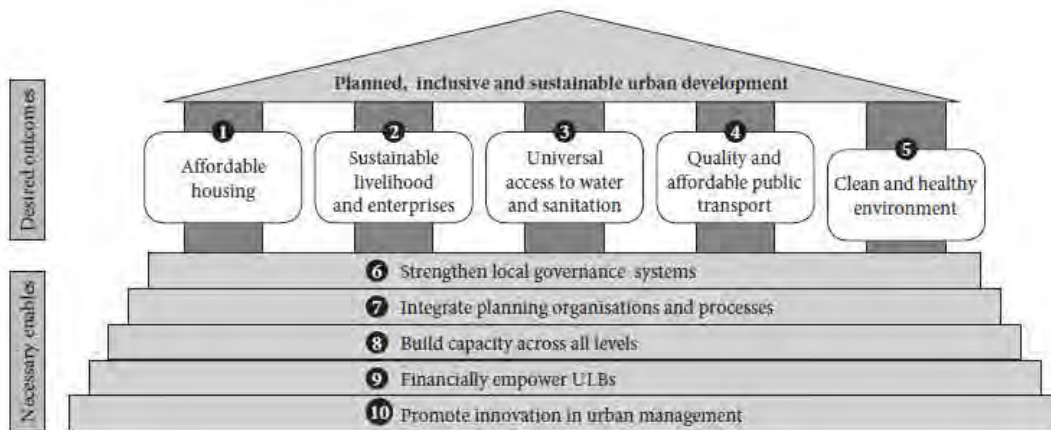 Planned, inclusive and sustainable urban development
Desired outcomes
1
Affordable
housing
2
Sustainable
livelihood
and enterprises
3
Universal
access to water
and sanitation
4
Quality and
affordable public
transport
5
Clean and healthy
environment
Necessary enables
6 Strengthen local governance systems
7 Integrate planning organisations and processes
8 Build capacity across all levels
9 Financially empower ULBs
10 Promote innovation in urban management